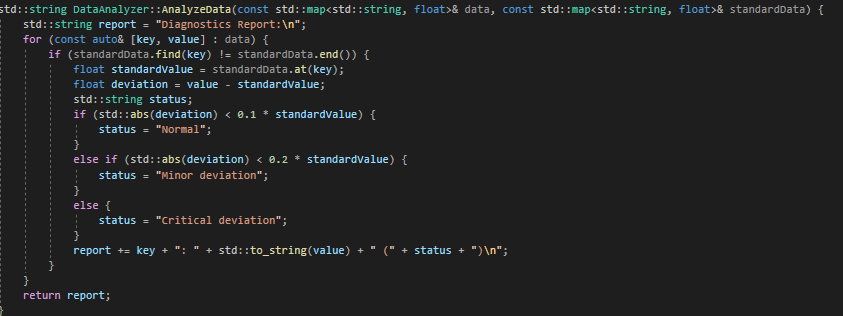 std::string DataAnalyzer::AnalyzeData(const std::map<std::string, float>& data, const std::map<std::string, float>& standardData) {
    std::string report = "Diagnostics Report:\n";
    for (const auto& [key, value] : data) {
        if (standardData.find(key) != standardData.end()) {
            float standardValue = standardData.at(key);
            float deviation = value - standardValue;
            std::string status;
            if (std::abs(deviation) < 0.1 * standardValue) {
                status = "Normal";
            }
            else if (std::abs(deviation) < 0.2 * standardValue) {
                status = "Minor deviation";
            }
            else {
                status = "Critical deviation";
            }
            report += key + ": " + std::to_string(value) + " (" + status + ")\n";
        }
    }
    return report;
}